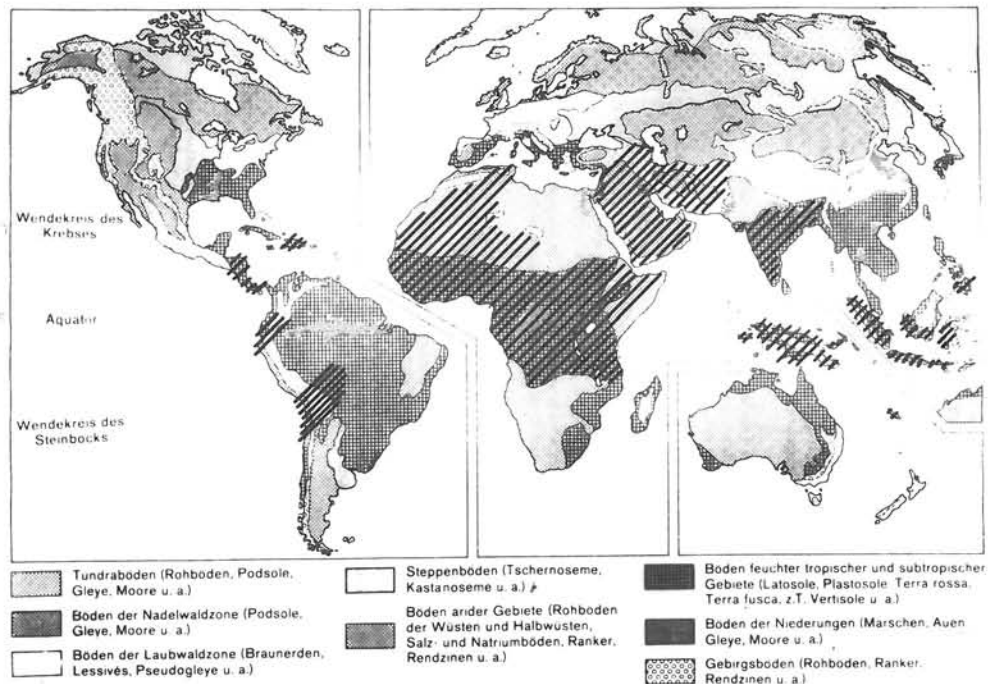 Wendekreis des
Krebses
Äquator
Wendekreis des
Steinbocks
Tundraböden (Rohböden, Podsole,
Gleye, Moore u. a.)
Böden der Nadelwaldzone (Podsole,
Gleye, Moore u. a.)
Böden der Laubwaldzone (Braunerden,
Lessivés, Pseudogleye u. a.)
Steppenböden (Tschernoseme,
Kastanoseme u. a.)
Böden arider Gebiete (Rohböden
der Wüsten und Halbwüsten,
Salz- und Natriumböden, Ranker,
Rendzinen u. a.)
Böden feuchter tropischer und subtropischer
Gebiete (Latosole, Plastosole, Terra rossa,
Terra fusca, z.T. Vertisole u. a.)
Böden der Niederungen (Marschen, Auen
Gleye, Moore u. a.)
Gebirgsböden (Rohböden, Ranker,
Rendzinen u. a.)